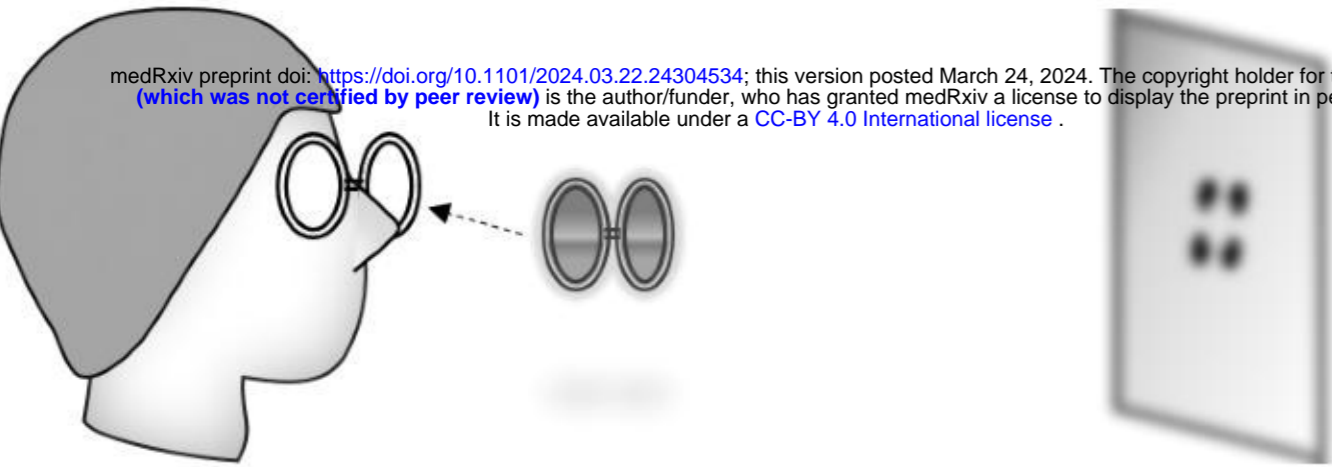 medRxiv preprint doi: https://doi.org/10.1101/2024.03.22.24304534; this version posted March 24, 2024. The copyright holder for
(which was not certified by peer review) is the author/funder, who has granted medRxiv a license to display the preprint in
It is made available under a CC-BY 4.0 International license .